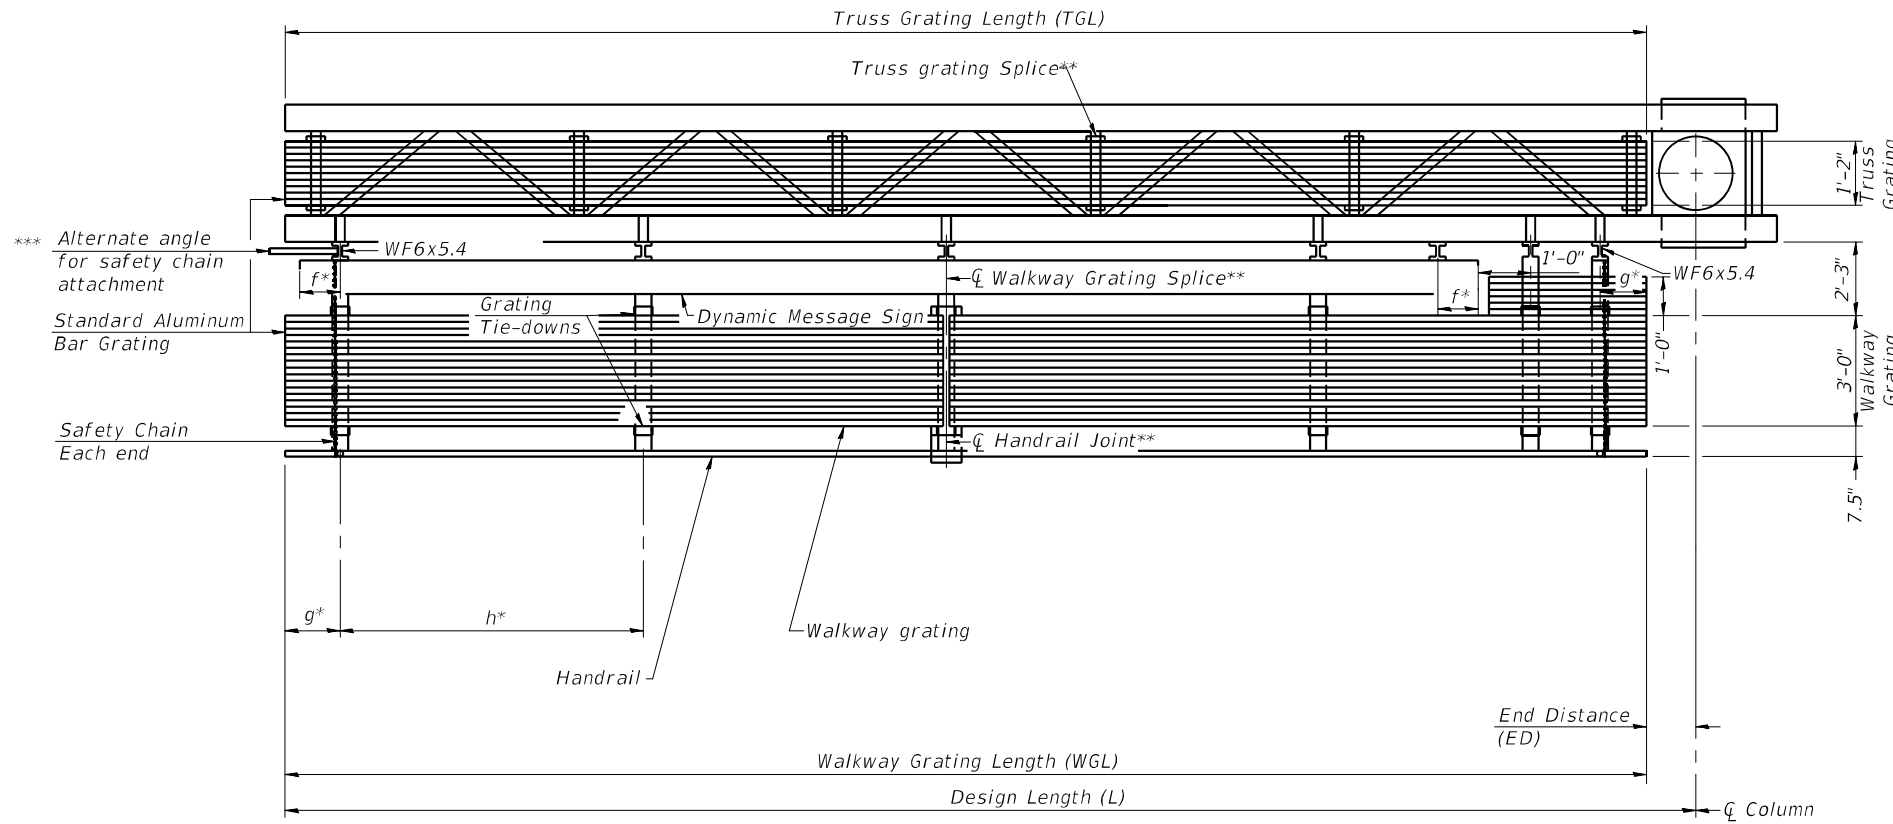 Truss Grating Length (TGL)
Truss grating Splice**
1'-2"
Truss
Grating
*** Alternate angle
for safety chain
attachment
WF6x5.4
f*
℄ Walkway Grating Splice**
1'-0"
WF6x5.4
g*
f*
2'-3"
Standard Aluminum
Bar Grating
Grating
Tie-downs
Dynamic Message Sign
1'-0"
3'-0"
Walkway
Grating
Safety Chain
Each end
℄ Handrail Joint**
7.5"
g*
h*
Walkway grating
Handrail
End Distance
(ED)
Walkway Grating Length (WGL)
Design Length (L)
℄ Column